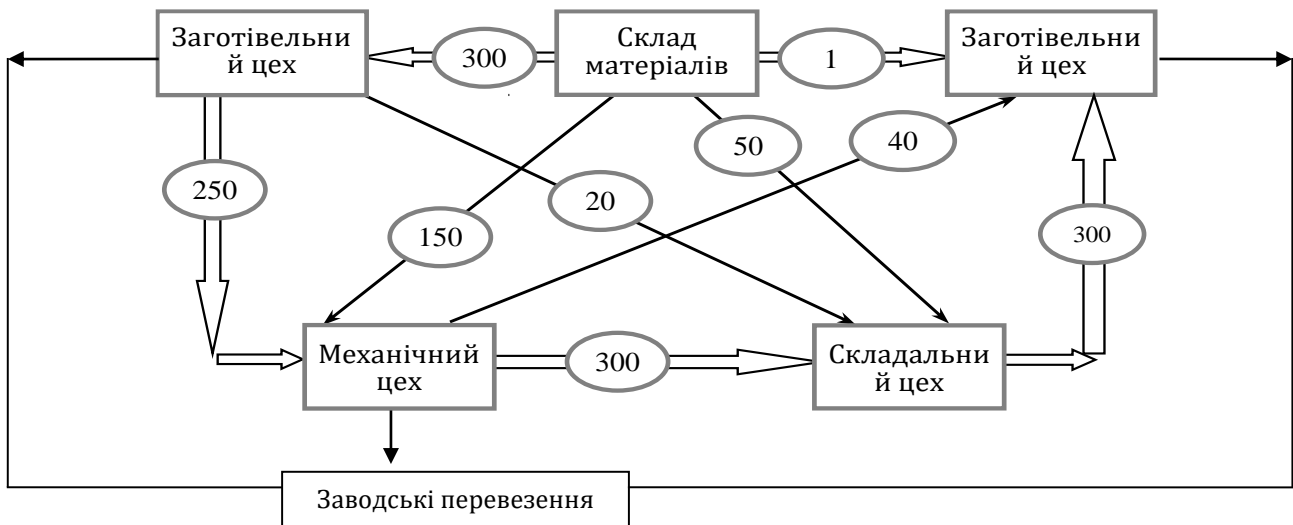 Заготівельни
й цех
300
Склад
матеріалів
1
Заготівельни
й цех
250
150
20
50
40
300
Механічний
цех
300
Складальни
й цех
Заводські перевезення